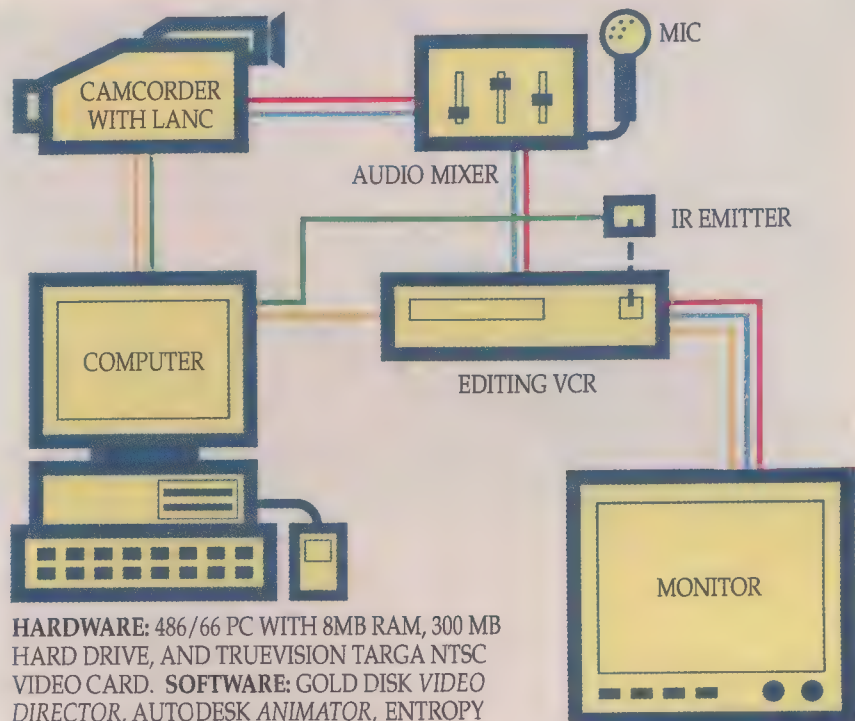 MIC
CAMCORDER
WITH LANC
AUDIO MIXER
IR EMITTER
COMPUTER
EDITING VCR
MONITOR
HARDWARE: 486/66 PC WITH 8MB RAM, 300 MB
HARD DRIVE, AND TRUEVISION TARGA NTSC
VIDEO CARD. SOFTWARE: GOLD DISK VIDEO
DIRECTOR, AUTODESK ANIMATOR, ENTROPY